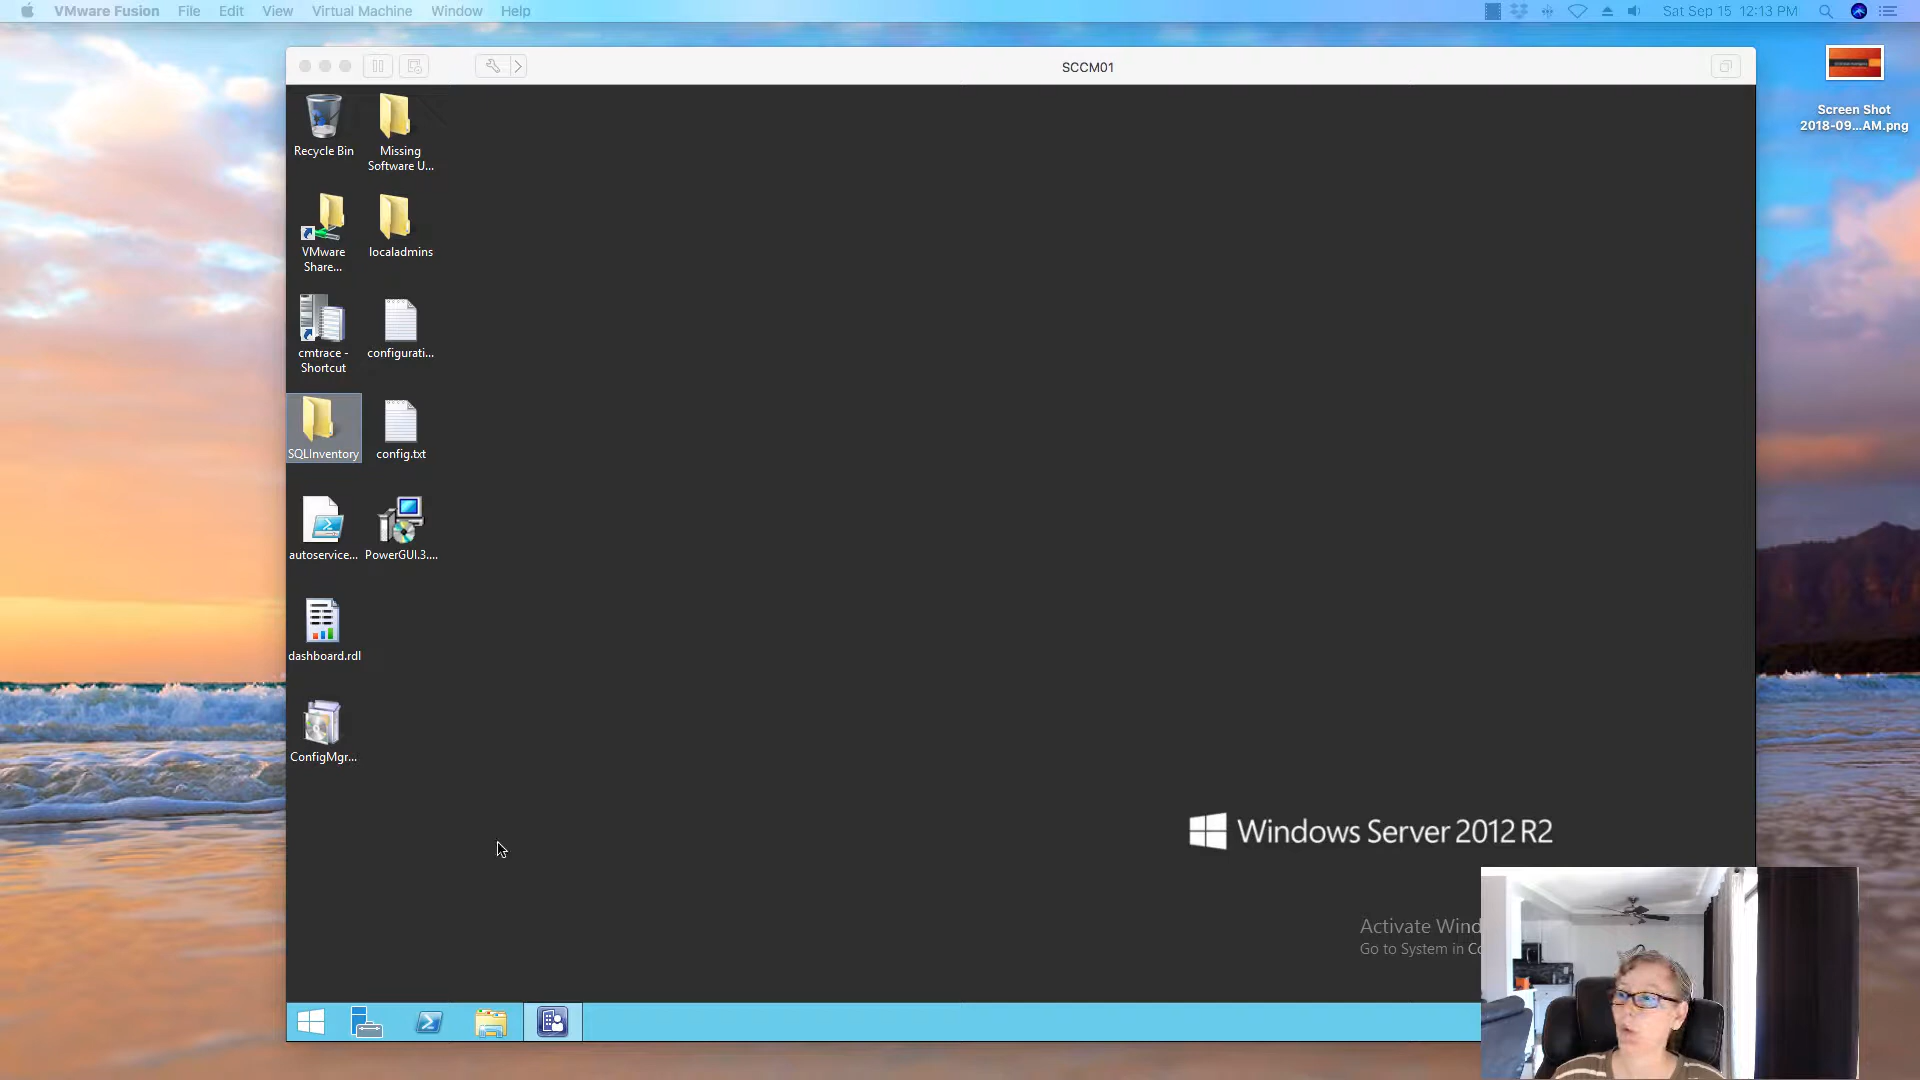 VMware Fusion File Edit View Virtual Machine Window Help
Sat Sep 15 12:13 PM
SCCM01
Screen Shot
2018-09...AM.png
Recycle Bin
Missing
Software U...
VMware
Share...
localadmins
cmtrace -
Shortcut
configurati...
SQLInventory
config.txt
autoservice...
PowerGUI.3....
dashboard.rdl
ConfigMgr...
Windows Server 2012 R2
Activate Wind
Go to System in Co